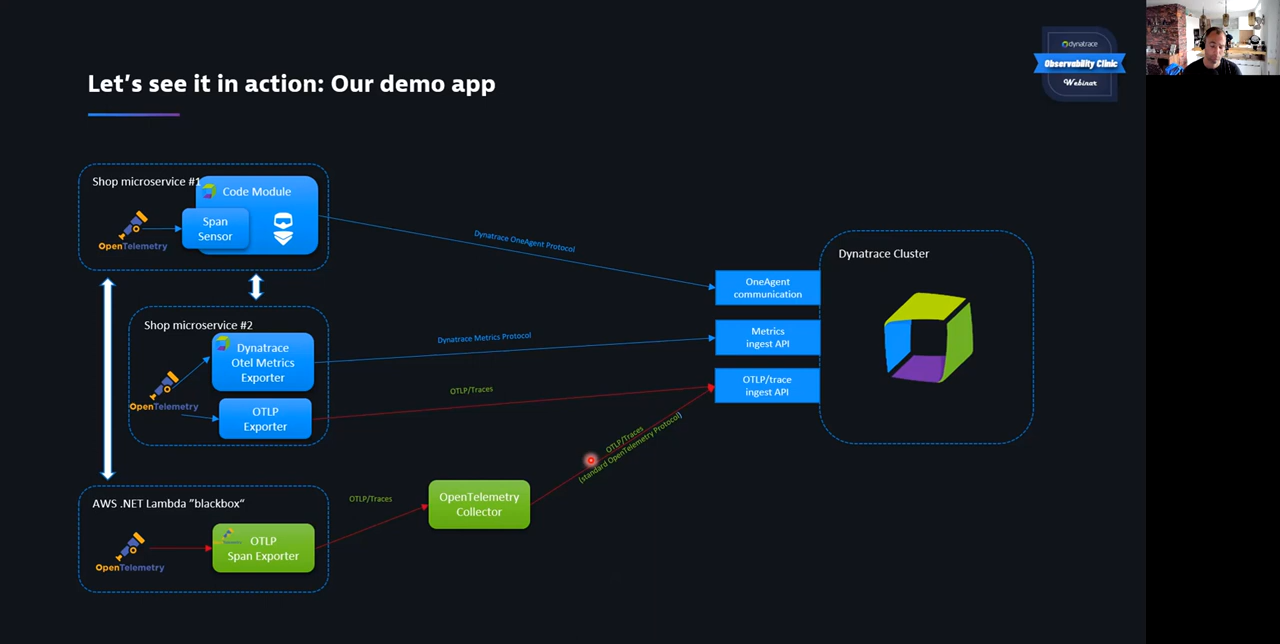 dynatrace
Observability Clinic
Webinar
Let's see it in action: Our demo app
Shop microservice #1
Code Module
Span
Sensor
OpenTelemetry
Dynatrace OneAgent Protocol
Dynatrace Cluster
OneAgent
communication
Shop microservice #2
Dynatrace
Otel Metrics
Exporter
Dynatrace Metrics Protocol
Metrics
ingest API
OpenTelemetry
OTLP
Exporter
OTLP/Traces
OTLP/trace
ingest API
OTLP/Traces
(standard OpenTelemetry Protocol)
AWS .NET Lambda "blackbox"
OpenTelemetry
OTLP
Span Exporter
OTLP/Traces
OpenTelemetry
Collector